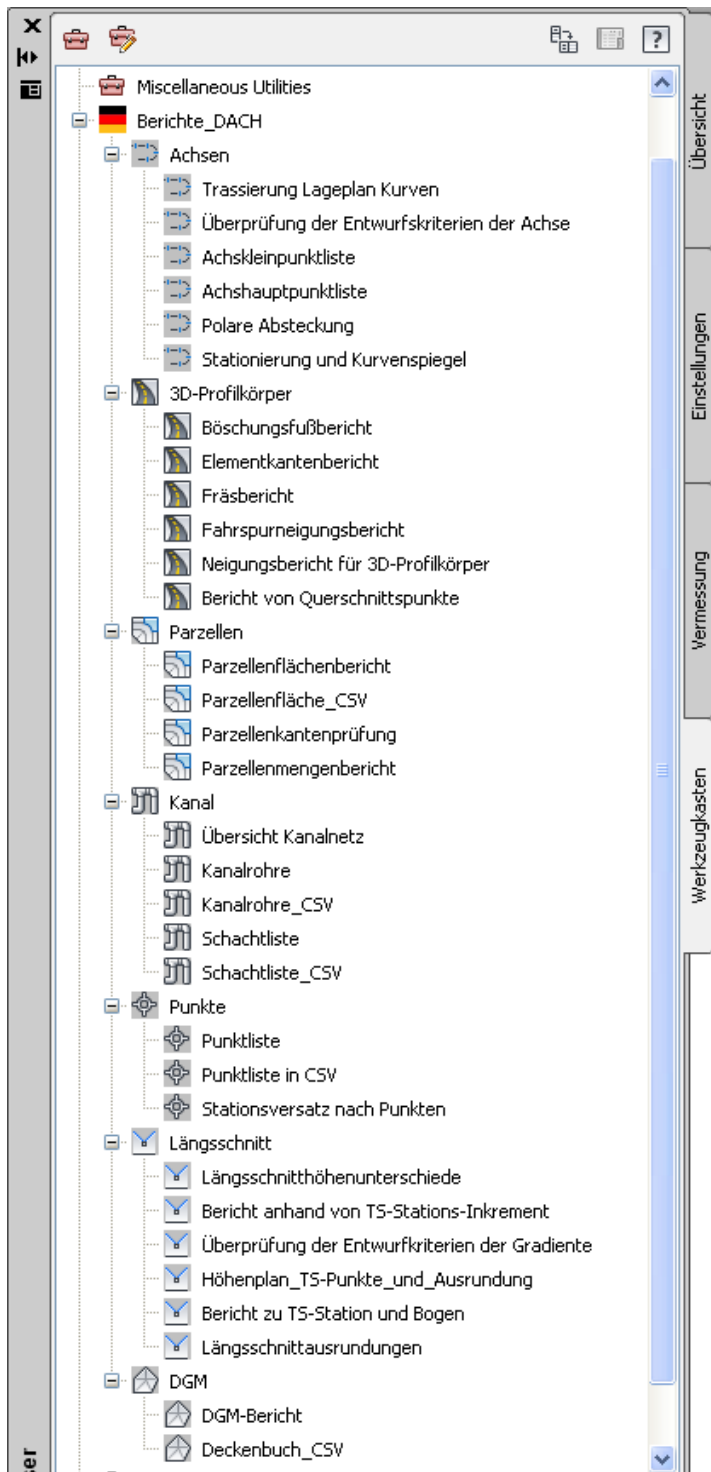 Miscellaneous Utilities
Berichte_DACH
Achsen
Trassierung Lageplan Kurven
Überprüfung der Entwurfskriterien der Achse
Achskleinpunktliste
Achshauptpunktliste
Polare Absteckung
Stationierung und Kurvenspiegel
3D-Profilkörper
Böschungsfußbericht
Elementkantenbericht
Fräsbericht
Fahrspurneigungsbericht
Neigungsbericht für 3D-Profilkörper
Bericht von Querschnittspunkte
Parzellen
Parzellenflächenbericht
Parzellenfläche_CSV
Parzellenkantenprüfung
Parzellenmengenbericht
Kanal
Übersicht Kanalnetz
Kanalrohre
Kanalrohre_CSV
Schachtliste
Schachtliste_CSV
Punkte
Punktliste
Punktliste in CSV
Stationsversatz nach Punkten
Längsschnitt
Längsschnitthöhenunterschiede
Bericht anhand von TS-Stations-Inkrement
Überprüfung der Entwurfkriterien der Gradiente
Höhenplan_TS-Punkte_und_Ausrundung
Bericht zu TS-Station und Bogen
Längsschnittausrundungen
DGM
DGM-Bericht
Deckenbuch_CSV
Übersicht
Einstellungen
Vermessung
Werkzeugkasten
ser
?